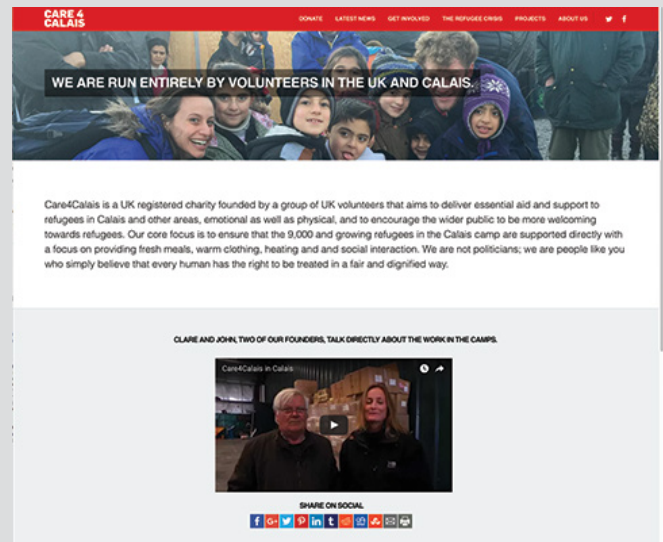 CARE 4
CALAIS
DONATE LATEST NEWS GET INVOLVED THE REFUGEE CRISIS PROJECTS ABOUT US
WE ARE RUN ENTIRELY BY VOLUNTEERS IN THE UK AND CALAIS.
Care4Calais is a UK registered charity founded by a group of UK volunteers that aims to deliver essential aid and support to
refugees in Calais and other areas, emotional as well as physical, and to encourage the wider public to be more welcoming
towards refugees. Our core focus is to ensure that the 9,000 and growing refugees in the Calais camp are supported directly with
a focus on providing fresh meals, warm clothing, heating and and social interaction. We are not politicians; we are people like you
who simply believe that every human has the right to be treated in a fair and dignified way.
CLARE AND JOHN, TWO OF OUR FOUNDERS, TALK DIRECTLY ABOUT THE WORK IN THE CAMPS.
Care4Calais in Calais
SHARE ON SOCIAL